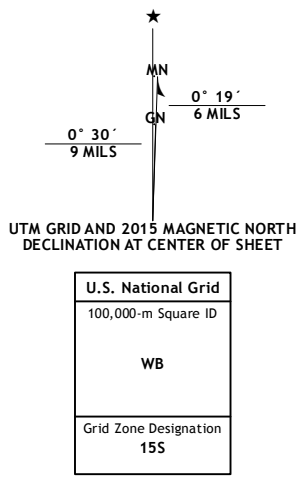 ★
MN
0° 19´
6 MILS
GN
0° 30´
9 MILS
UTM GRID AND 2015 MAGNETIC NORTH
DECLINATION AT CENTER OF SHEET
U.S. National Grid
100,000-m Square ID
WB
Grid Zone Designation
15S